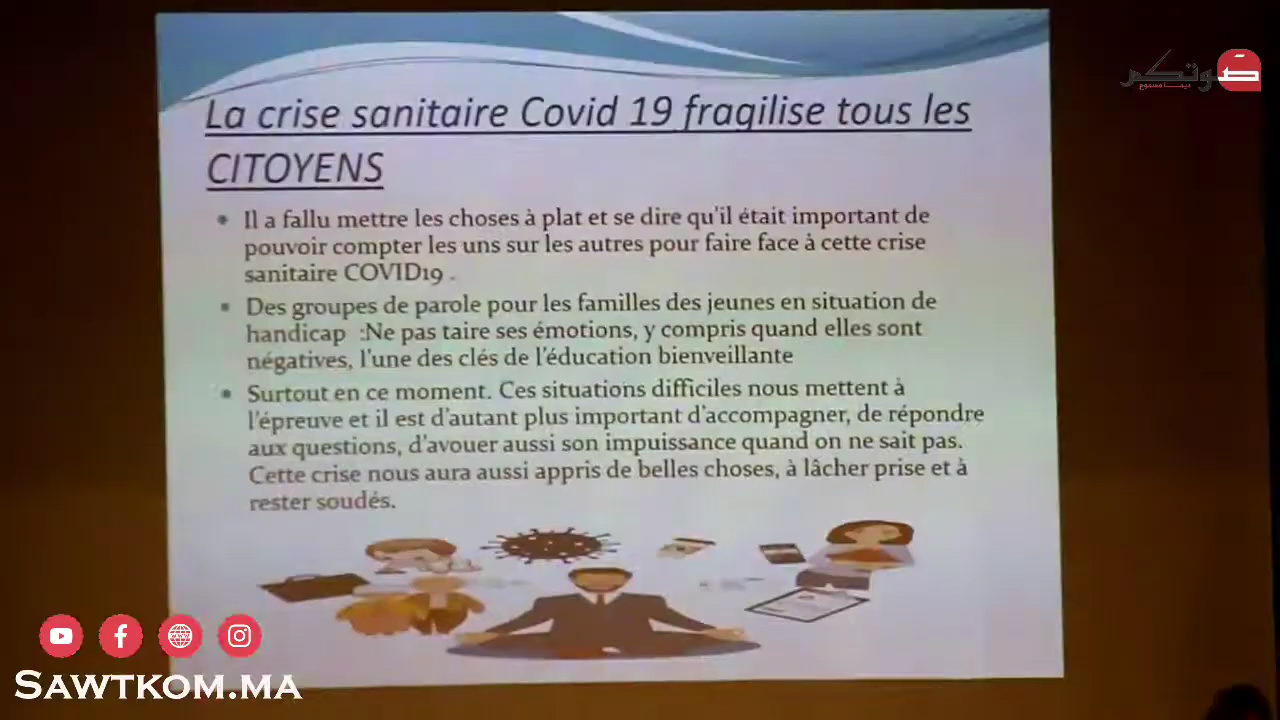 صوتكم
ديما مسموع
La crise sanitaire Covid 19 fragilise tous les
CITOYENS
• Il a fallu mettre les choses à plat et se dire qu'il était important de
pouvoir compter les uns sur les autres pour faire face à cette crise
sanitaire COVID19 .
• Des groupes de parole pour les familles des jeunes en situation de
handicap :Ne pas taire ses émotions, y compris quand elles sont
négatives, l'une des clés de l'éducation bienveillante
• Surtout en ce moment. Ces situations difficiles nous mettent à
l'épreuve et il est d'autant plus important d'accompagner, de répondre
aux questions, d'avouer aussi son impuissance quand on ne sait pas.
Cette crise nous aura aussi appris de belles choses, à lâcher prise et à
rester soudés.
SAWTKOM.MA